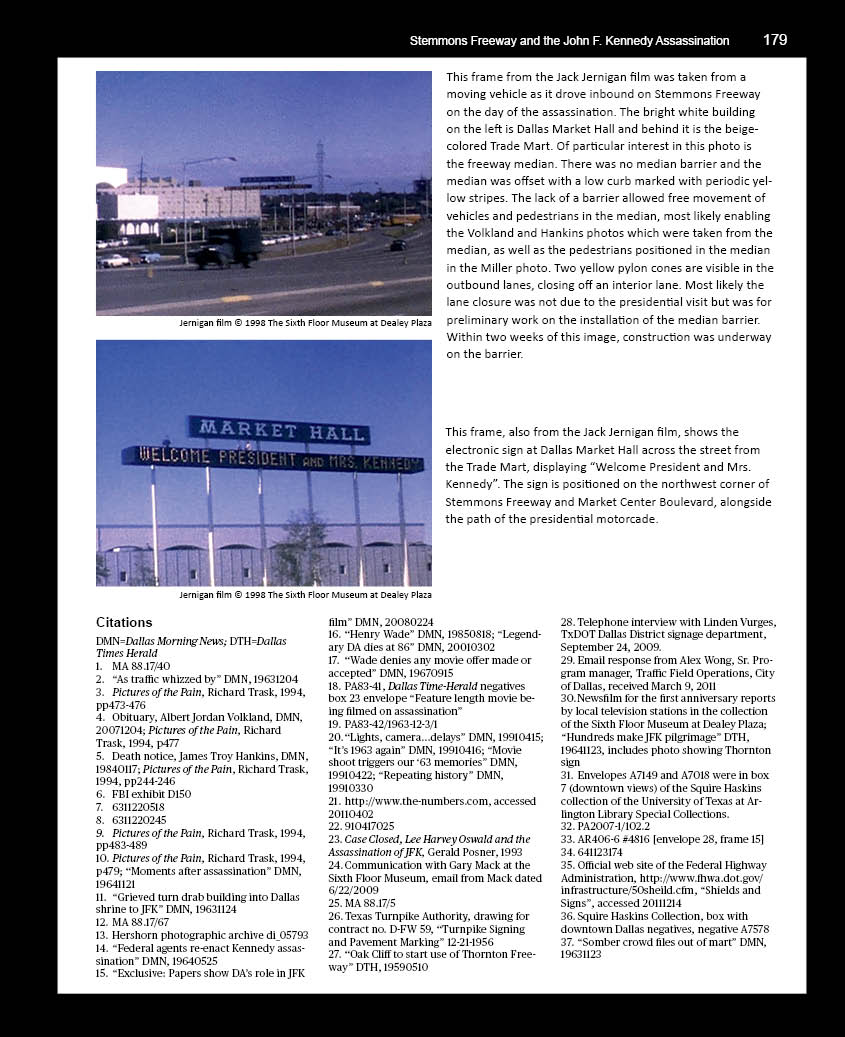 Stemmons Freeway and the John F. Kennedy Assassination 179
This frame from the Jack Jernigan film was taken from a
moving vehicle as it drove inbound on Stemmons Freeway
on the day of the assassination. The bright white building
on the left is Dallas Market Hall and behind it is the beige-
colored Trade Mart. Of particular interest in this photo is
the freeway median. There was no median barrier and the
median was offset with a low curb marked with periodic yel-
low stripes. The lack of a barrier allowed free movement of
vehicles and pedestrians in the median, most likely enabling
the Volkland and Hankins photos which were taken from the
median, as well as the pedestrians positioned in the median
in the Miller photo. Two yellow pylon cones are visible in the
outbound lanes, closing off an interior lane. Most likely the
lane closure was not due to the presidential visit but was for
preliminary work on the installation of the median barrier.
Within two weeks of this image, construction was underway
on the barrier.
Jernigan film © 1998 The Sixth Floor Museum at Dealey Plaza
MARKET HALL
WELCOME PRESIDENT AND MRS. KENNEDY
This frame, also from the Jack Jernigan film, shows the
electronic sign at Dallas Market Hall across the street from
the Trade Mart, displaying “Welcome President and Mrs.
Kennedy”. The sign is positioned on the northwest corner of
Stemmons Freeway and Market Center Boulevard, alongside
the path of the presidential motorcade.
Jernigan film © 1998 The Sixth Floor Museum at Dealey Plaza
Citations
DMN=Dallas Morning News; DTH=Dallas
Times Herald
1. MA 88.17/40
2. “As traffic whizzed by” DMN, 19631204
3. Pictures of the Pain, Richard Trask, 1994,
pp473-476
4. Obituary, Albert Jordan Volkland, DMN,
20071204; Pictures of the Pain, Richard
Trask, 1994, p477
5. Death notice, James Troy Hankins, DMN,
19840117; Pictures of the Pain, Richard Trask,
1994, pp244-246
6. FBI exhibit D150
7. 6311220518
8. 6311220245
9. Pictures of the Pain, Richard Trask, 1994,
pp483-489
10. Pictures of the Pain, Richard Trask, 1994,
p479; “Moments after assassination” DMN,
19641121
11. “Grieved turn drab building into Dallas
shrine to JFK” DMN, 19631124
12. MA 88.17/67
13. Hershorn photographic archive di_05793
14. “Federal agents re-enact Kennedy assas-
sination” DMN, 19640525
15. “Exclusive: Papers show DA’s role in JFK
film” DMN, 20080224
16. “Henry Wade” DMN, 19850818; “Legend-
ary DA dies at 86” DMN, 20010302
17. “Wade denies any movie offer made or
accepted” DMN, 19670915
18. PA83-41, Dallas Time-Herald negatives
box 23 envelope “Feature length movie be-
ing filmed on assassination”
19. PA83-42/1963-12-3/1
20. “Lights, camera...delays” DMN, 19910415;
“It’s 1963 again” DMN, 19910416; “Movie
shoot triggers our ‘63 memories” DMN,
19910422; “Repeating history” DMN,
19910330
21. http://www.the-numbers.com, accessed
20110402
22. 910417025
23. Case Closed, Lee Harvey Oswald and the
Assassination of JFK, Gerald Posner, 1993
24. Communication with Gary Mack at the
Sixth Floor Museum, email from Mack dated
6/22/2009
25. MA 88.17/5
26. Texas Turnpike Authority, drawing for
contract no. D-FW 59, “Turnpike Signing
and Pavement Marking” 12-21-1956
27. “Oak Cliff to start use of Thornton Free-
way” DTH, 19590510
28. Telephone interview with Linden Vurges,
TxDOT Dallas District signage department,
September 24, 2009.
29. Email response from Alex Wong, Sr. Pro-
gram manager, Traffic Field Operations, City
of Dallas, received March 9, 2011
30. Newsfilm for the first anniversary reports
by local television stations in the collection
of the Sixth Floor Museum at Dealey Plaza;
“Hundreds make JFK pilgrimage” DTH,
19641123, includes photo showing Thornton
sign
31. Envelopes A7149 and A7018 were in box
7 (downtown views) of the Squire Haskins
collection of the University of Texas at Ar-
lington Library Special Collections.
32. PA2007-1/102.2
33. AR406-6 #4816 [envelope 28, frame 15]
34. 641123174
35. Official web site of the Federal Highway
Administration, http://www.fhwa.dot.gov/
infrastructure/50sheild.cfm, “Shields and
Signs”, accessed 20111214
36. Squire Haskins Collection, box with
downtown Dallas negatives, negative A7578
37. “Somber crowd files out of mart” DMN,
19631123